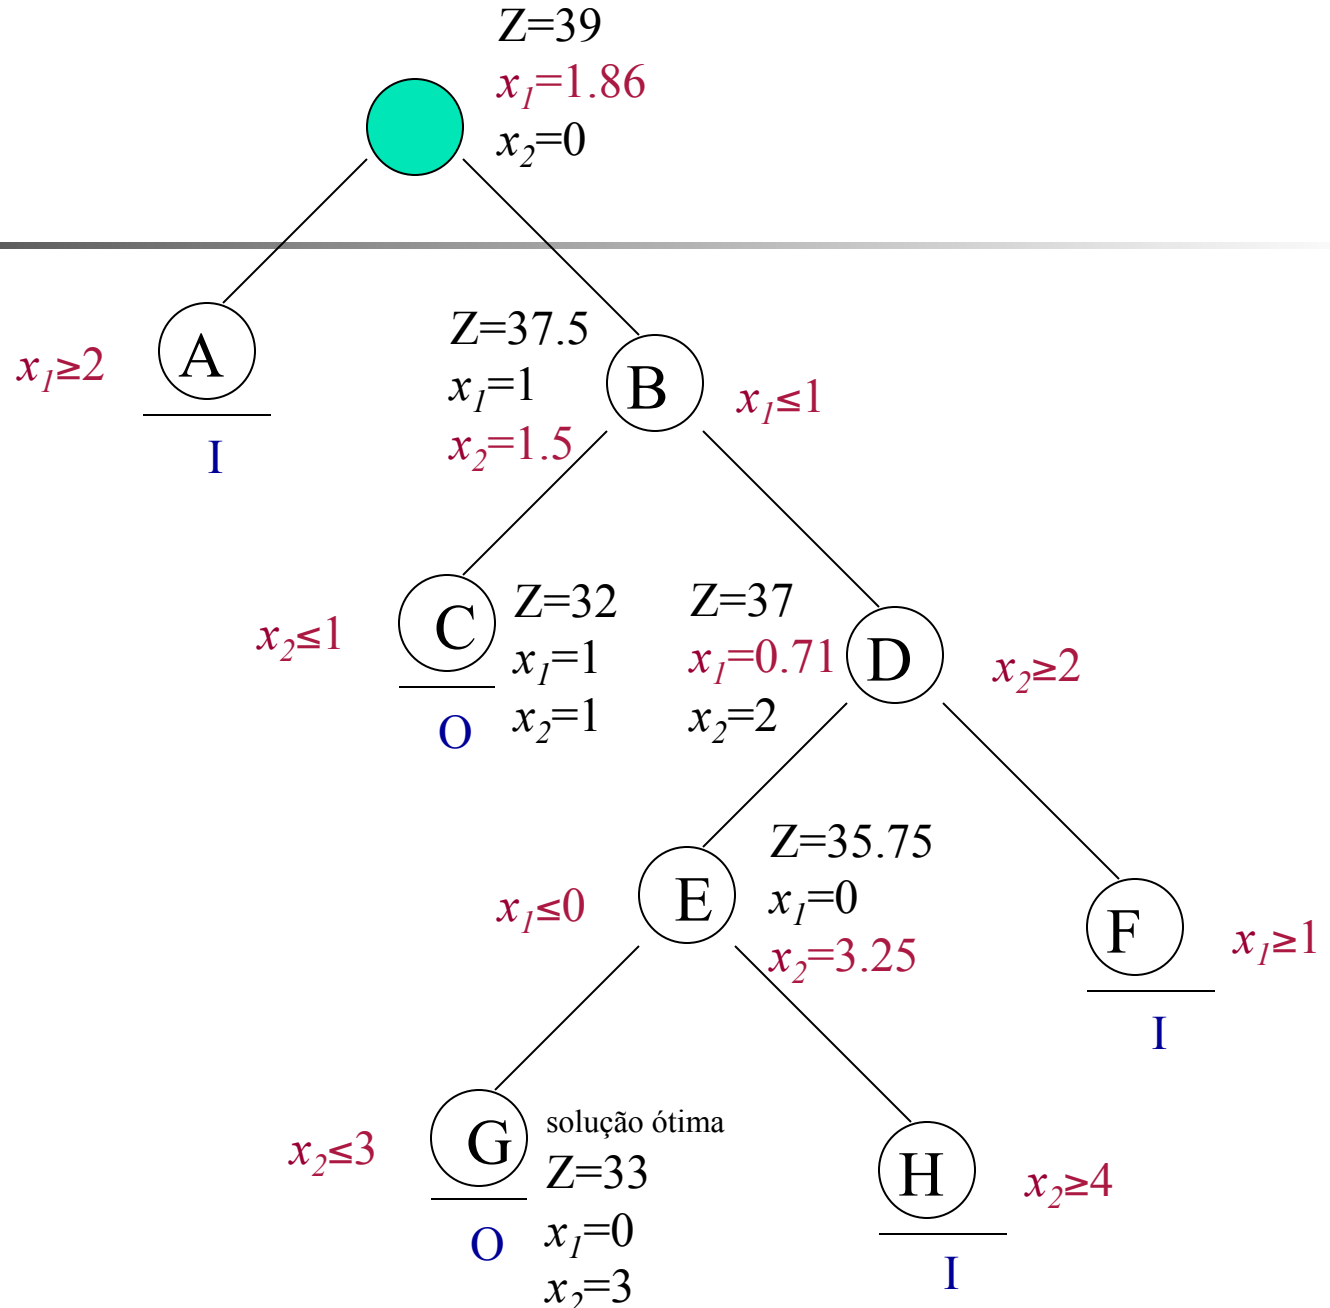 Z=39
x₁=1.86
x₂=0
A
x₁≥2
I
Z=37.5
x₁=1
x₂=1.5
B
x₁≤1
x₂≤1
C
O
Z=32
x₁=1
x₂=1
Z=37
x₁=0.71
x₂=2
D
x₂≥2
x₁≤0
E
Z=35.75
x₁=0
x₂=3.25
F
x₁≥1
I
x₂≤3
G
O
solução ótima
Z=33
x₁=0
x₂=3
H
x₂≥4
I